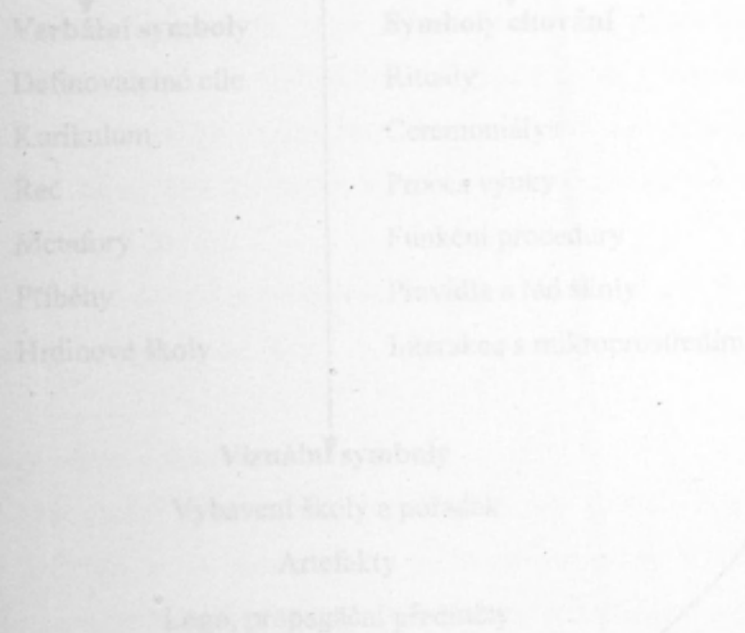 Verbální symboly
Definovatelné cíle
Kurikulum
Řeč
Metafory
Příběhy
Hrdinové školy
Symboly chování
Rituály
Ceremoniály
Proces výuky
Funkční procedury
Pravidla a řád školy
Interakce s mikroprostředím
Vizuální symboly
Vybavení školy a pořádek
Artefakty
Logo, propagační předměty